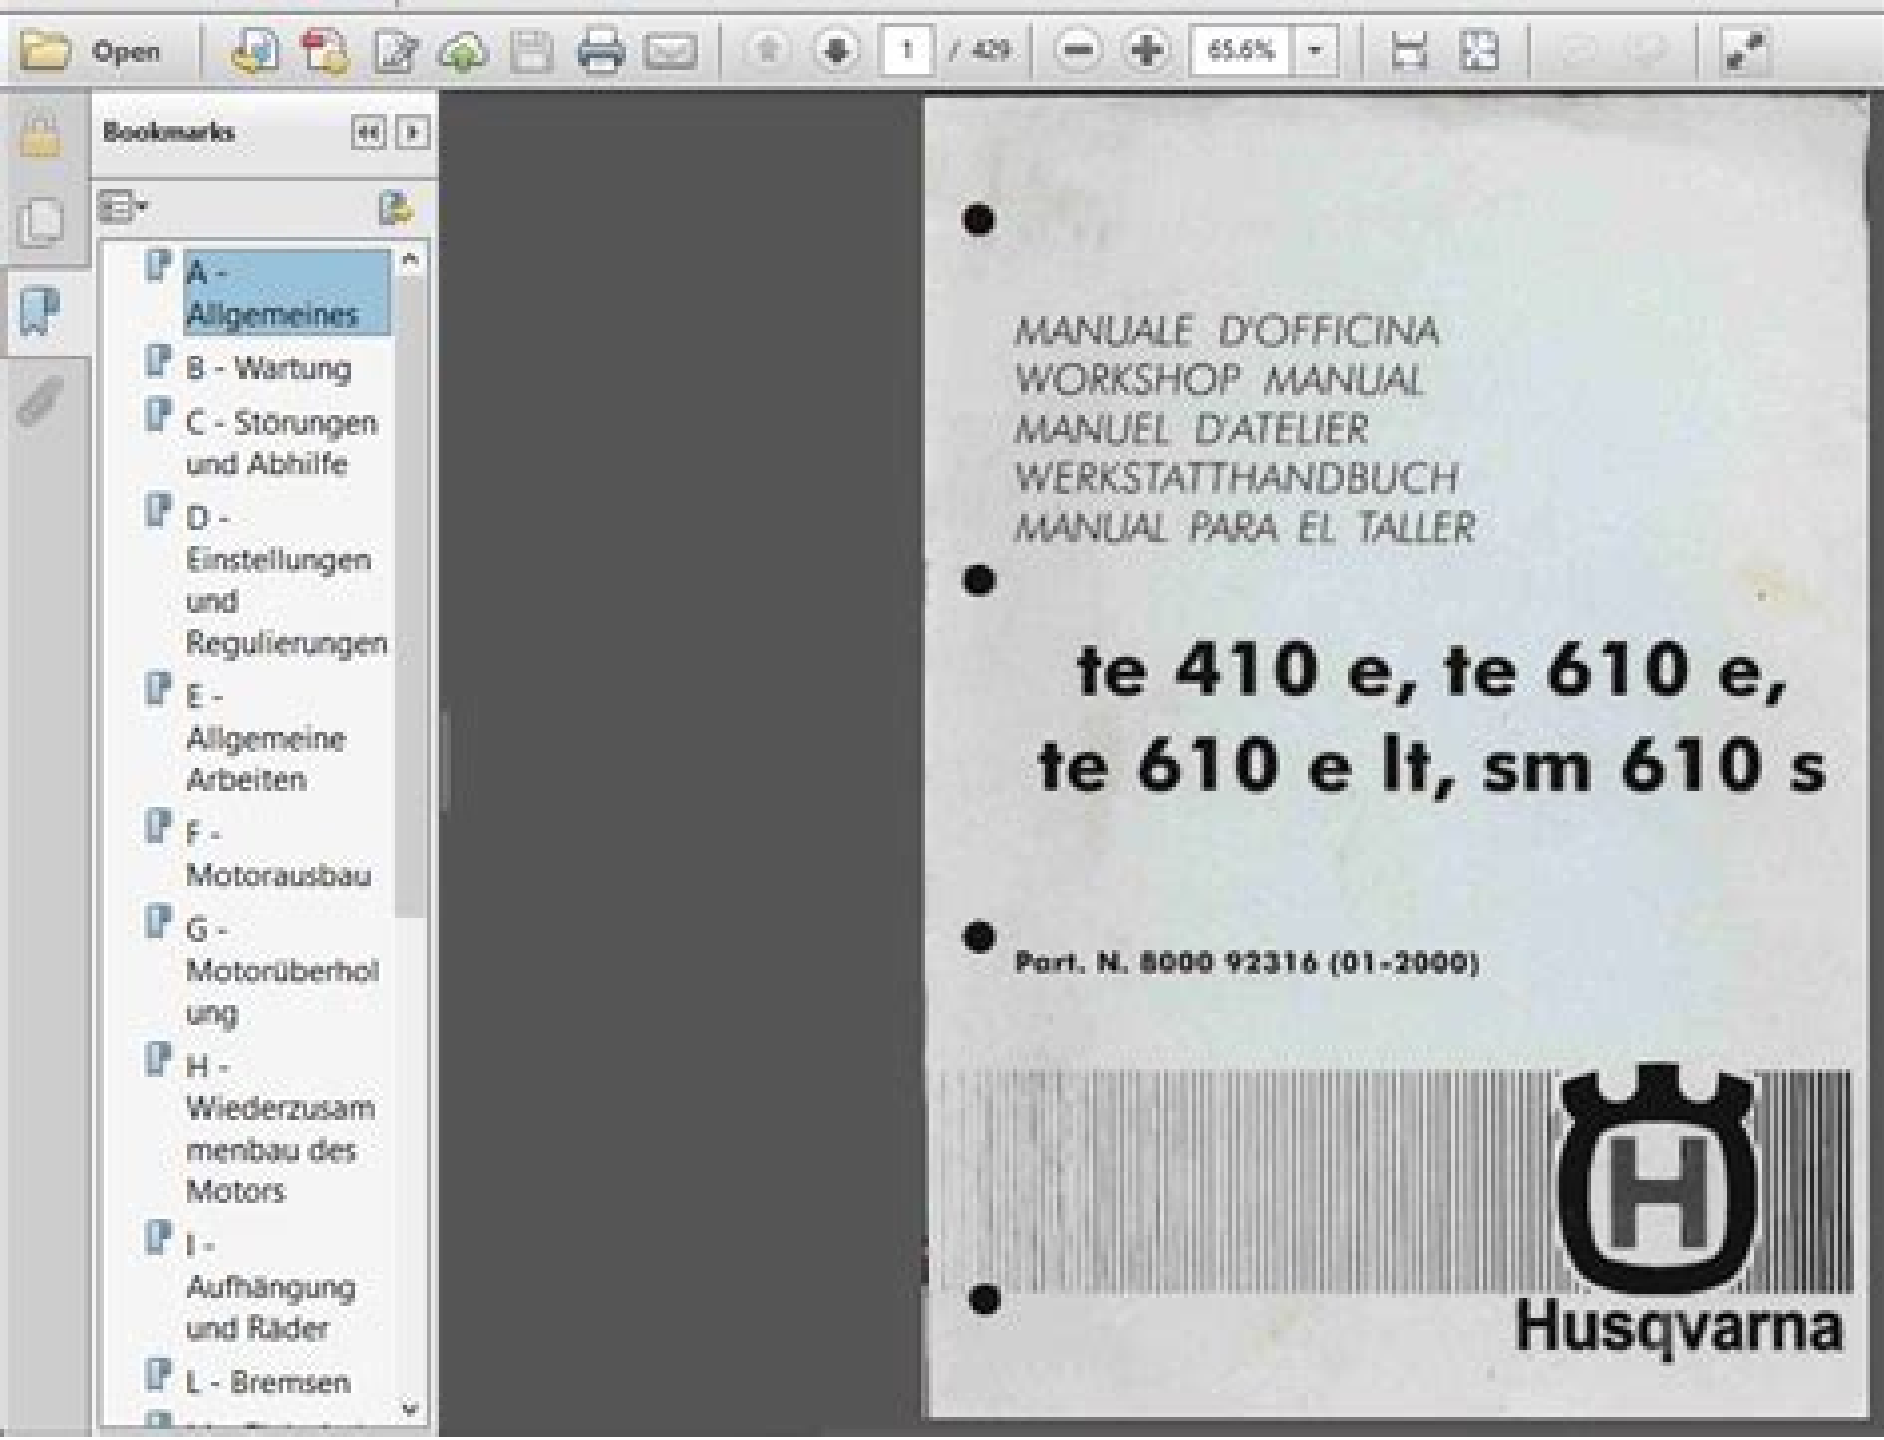 Open
1 / 429
65.6%
Bookmarks
A -
Allgemeines
B - Wartung
C - Störungen
und Abhilfe
D -
Einstellungen
und
Regulierungen
E -
Allgemeine
Arbeiten
F -
Motorausbau
G -
Motorüberhol
ung
H -
Wiederzusam
menbau des
Motors
I -
Aufhängung
und Räder
L - Bremsen
MANUALE D'OFFICINA
WORKSHOP MANUAL
MANUEL D'ATELIER
WERKSTATTHANDBUCH
MANUAL PARA EL TALLER
te 410 e, te 610 e,
te 610 e lt, sm 610 s
Part. N. 8000 92316 (01-2000)
H
Husqvarna